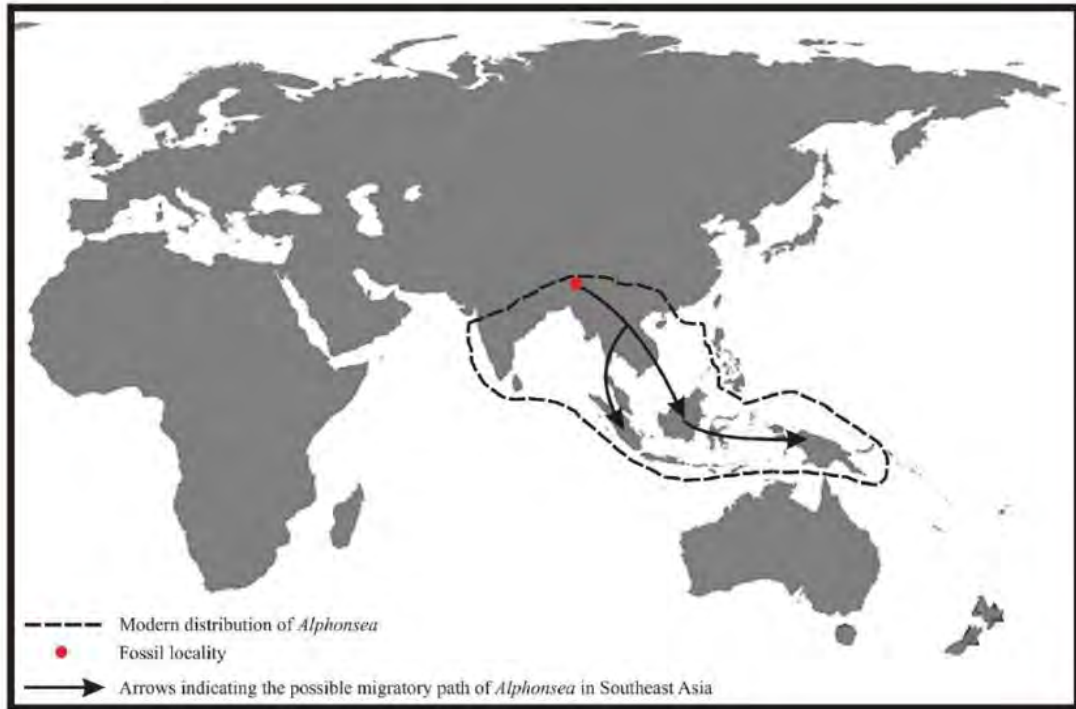 Modern distribution of Alphonsea
Fossil locality
Arrows indicating the possible migratory path of Alphonsea in Southeast Asia